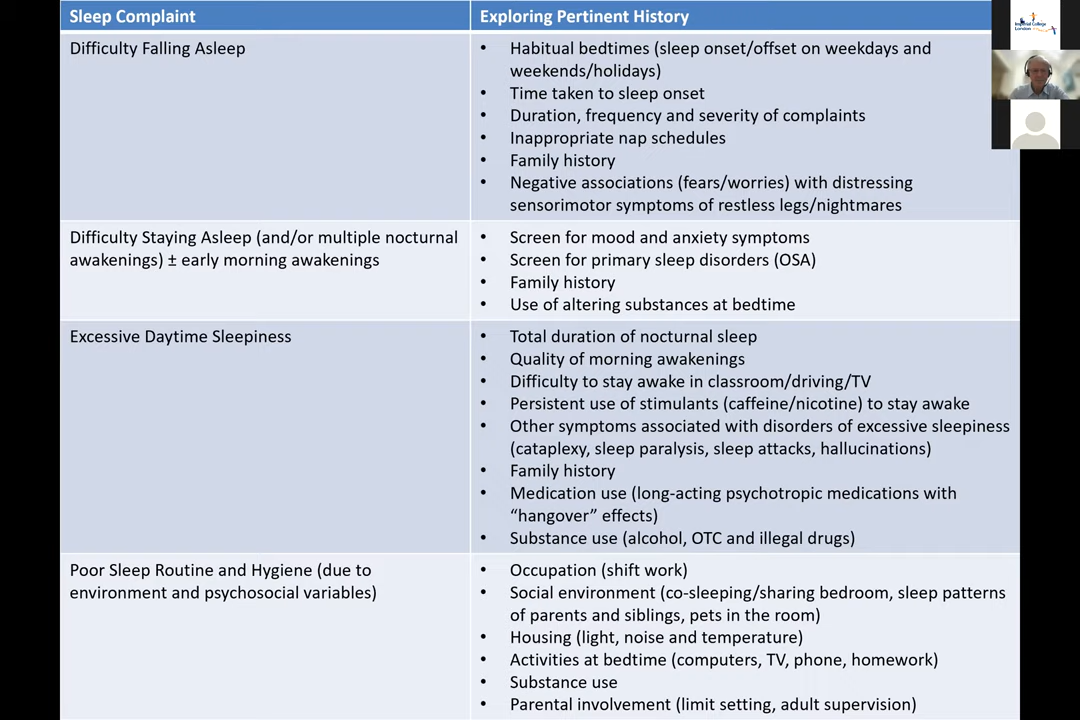 Sleep Complaint
Exploring Pertinent History
Difficulty Falling Asleep
• Habitual bedtimes (sleep onset/offset on weekdays and
weekends/holidays)
• Time taken to sleep onset
• Duration, frequency and severity of complaints
• Inappropriate nap schedules
• Family history
• Negative associations (fears/worries) with distressing
sensorimotor symptoms of restless legs/nightmares
Difficulty Staying Asleep (and/or multiple nocturnal
awakenings) ± early morning awakenings
• Screen for mood and anxiety symptoms
• Screen for primary sleep disorders (OSA)
• Family history
• Use of altering substances at bedtime
Excessive Daytime Sleepiness
• Total duration of nocturnal sleep
• Quality of morning awakenings
• Difficulty to stay awake in classroom/driving/TV
• Persistent use of stimulants (caffeine/nicotine) to stay awake
• Other symptoms associated with disorders of excessive sleepiness
(cataplexy, sleep paralysis, sleep attacks, hallucinations)
• Family history
• Medication use (long-acting psychotropic medications with
“hangover” effects)
• Substance use (alcohol, OTC and illegal drugs)
Poor Sleep Routine and Hygiene (due to
environment and psychosocial variables)
• Occupation (shift work)
• Social environment (co-sleeping/sharing bedroom, sleep patterns
of parents and siblings, pets in the room)
• Housing (light, noise and temperature)
• Activities at bedtime (computers, TV, phone, homework)
• Substance use
• Parental involvement (limit setting, adult supervision)
Imperial College
London